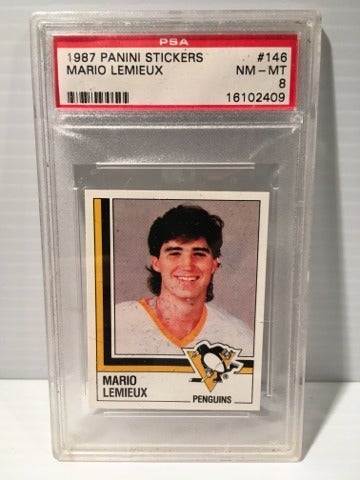 PSA
1987 PANINI STICKERS #146
MARIO LEMIEUX NM - MT
8
16102409
MARIO
LEMIEUX
PENGUINS